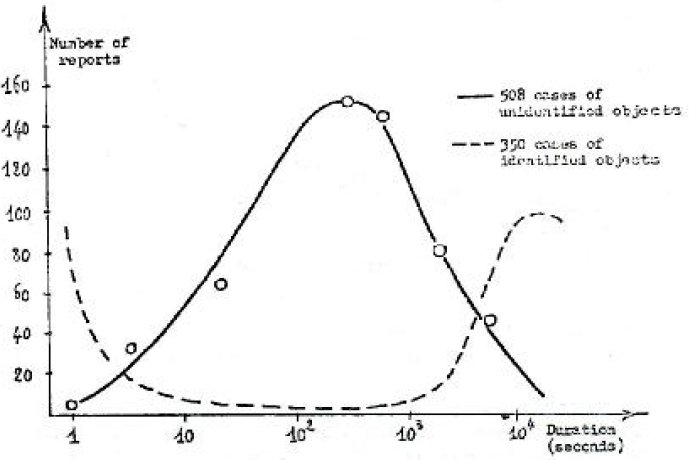 Number of
reports
160
140
120
100
80
60
40
20
508 cases of
unidentified objects
350 cases of
identified objects
1
10
10²
10³
10⁴
Duration
(seconds)